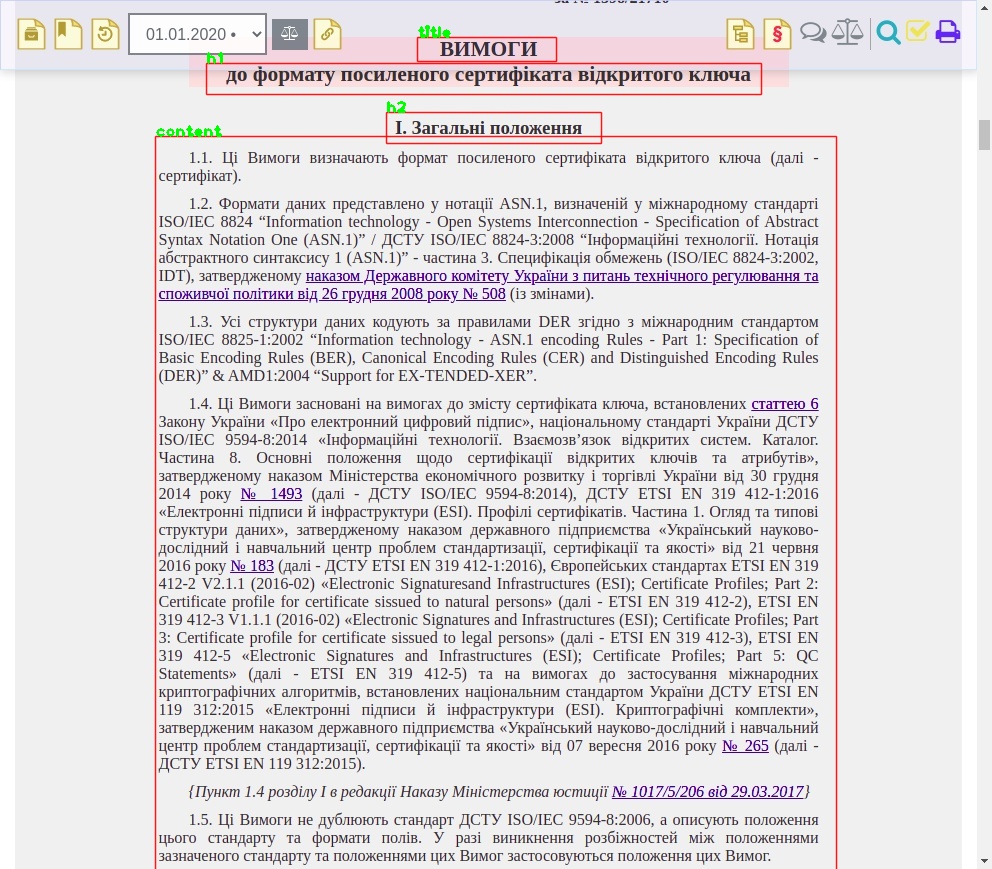 01.01.2020 •
title
ВИМОГИ
h1
до формату посиленого сертифіката відкритого ключа
h2
І. Загальні положення
content
1.1. Ці Вимоги визначають формат посиленого сертифіката відкритого ключа (далі -
сертифікат).
1.2. Формати даних представлено у нотації ASN.1, визначеній у міжнародному стандарті
ISO/IEC 8824 “Information technology - Open Systems Interconnection - Specification of Abstract
Syntax Notation One (ASN.1)” / ДСТУ ISO/IEC 8824-3:2008 “Інформаційні технології. Нотація
абстрактного синтаксису 1 (ASN.1)” - частина 3. Специфікація обмежень (ISO/IEC 8824-3:2002,
IDT), затвердженому наказом Державного комітету України з питань технічного регулювання та
споживчої політики від 26 грудня 2008 року № 508 (із змінами).
1.3. Усі структури даних кодують за правилами DER згідно з міжнародним стандартом
ISO/IEC 8825-1:2002 “Information technology - ASN.1 encoding Rules - Part 1: Specification of
Basic Encoding Rules (BER), Canonical Encoding Rules (CER) and Distinguished Encoding Rules
(DER)” & AMD1:2004 “Support for EX-TENDED-XER”.
1.4. Ці Вимоги засновані на вимогах до змісту сертифіката ключа, встановлених статтею 6
Закону України «Про електронний цифровий підпис», національному стандарті України ДСТУ
ISO/IEC 9594-8:2014 «Інформаційні технології. Взаємозв’язок відкритих систем. Каталог.
Частина 8. Основні положення щодо сертифікації відкритих ключів та атрибутів»,
затвердженому наказом Міністерства економічного розвитку і торгівлі України від 30 грудня
2014 року № 1493 (далі - ДСТУ ISO/IEC 9594-8:2014), ДСТУ ETSI EN 319 412-1:2016
«Електронні підписи й інфраструктури (ESI). Профілі сертифікатів. Частина 1. Огляд та типові
структури даних», затвердженому наказом державного підприємства «Український науково-
дослідний і навчальний центр проблем стандартизації, сертифікації та якості» від 21 червня
2016 року № 183 (далі - ДСТУ ETSI EN 319 412-1:2016), Європейських стандартах ETSI EN 319
412-2 V2.1.1 (2016-02) «Electronic Signaturesand Infrastructures (ESI); Certificate Profiles; Part 2:
Certificate profile for certificate sissued to natural persons» (далі - ETSI EN 319 412-2), ETSI EN
319 412-3 V1.1.1 (2016-02) «Electronic Signatures and Infrastructures (ESI); Certificate Profiles; Part
3: Certificate profile for certificate sissued to legal persons» (далі - ETSI EN 319 412-3), ETSI EN
319 412-5 «Electronic Signatures and Infrastructures (ESI); Certificate Profiles; Part 5: QC
Statements» (далі - ETSI EN 319 412-5) та на вимогах до застосування міжнародних
криптографічних алгоритмів, встановлених національним стандартом України ДСТУ ETSI EN
119 312:2015 «Електронні підписи й інфраструктури (ESI). Криптографічні комплекти»,
затвердженим наказом державного підприємства «Український науково-дослідний і навчальний
центр проблем стандартизації, сертифікації та якості» від 07 вересня 2016 року № 265 (далі -
ДСТУ ETSI EN 119 312:2015).
{Пункт 1.4 розділу I в редакції Наказу Міністерства юстиції № 1017/5/206 від 29.03.2017}
1.5. Ці Вимоги не дублюють стандарт ДСТУ ISO/IEC 9594-8:2006, а описують положення
цього стандарту та формати полів. У разі виникнення розбіжностей між положеннями
зазначеного стандарту та положеннями цих Вимог застосовуються положення цих Вимог.